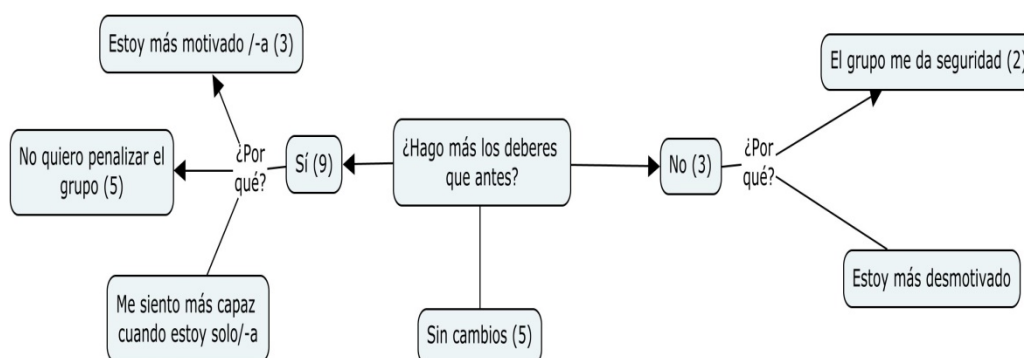 Estoy más motivado /-a (3)
El grupo me da seguridad (2)
No quiero penalizar el
grupo (5)
¿Por
qué?
Sí (9)
¿Hago más los deberes
que antes?
No (3)
¿Por
qué?
Me siento más capaz
cuando estoy solo/-a
Sin cambios (5)
Estoy más desmotivado